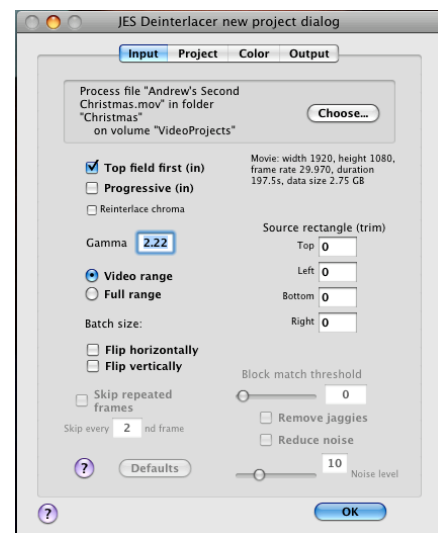 JES Deinterlacer new project dialog
Input Project Color Output
Process file "Andrew's Second
Christmas.mov" in folder
"Christmas"
on volume "VideoProjects"
Choose...
Top field first (in)
Progressive (in)
Reinterlace chroma
Movie: width 1920, height 1080,
frame rate 29.970, duration
197.5s, data size 2.75 GB
Gamma 2.22
Source rectangle (trim)
Top 0
Left 0
Bottom 0
Right 0
Video range
Full range
Batch size:
Flip horizontally
Flip vertically
Skip repeated
frames
Skip every 2 nd frame
Block match threshold
0
Remove jaggies
Reduce noise
10
Noise level
? Defaults
? OK